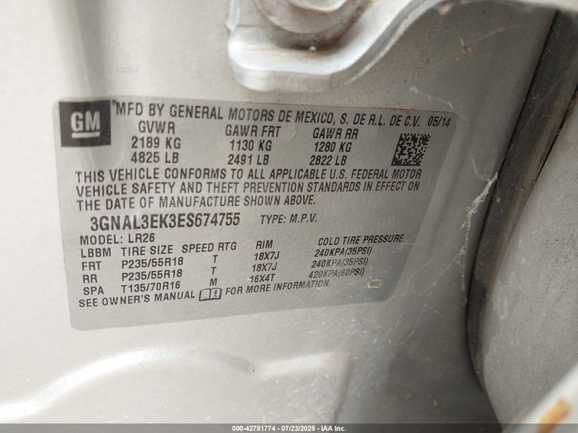 GM
MFD BY GENERAL MOTORS DE MEXICO, S. DE R.L. DE C.V. 05/14
GVWR GAWR FRT GAWR RR
2189 KG 1130 KG 1280 KG
4825 LB 2491 LB 2822 LB
THIS VEHICLE CONFORMS TO ALL APPLICABLE U.S. FEDERAL MOTOR
VEHICLE SAFETY AND THEFT PREVENTION STANDARDS IN EFFECT ON
THE DATE OF MANUFACTURE SHOWN ABOVE.
3GNAL3EK3ES674755 TYPE: M.P.V.
MODEL: LR26
LBBM TIRE SIZE SPEED RTG RIM COLD TIRE PRESSURE
FRT P235/55R18 T 18X7J 240KPA(35PSI)
RR P235/55R18 T 18X7J 240KPA(35PSI)
SPA T135/70R16 M 16X4T 420KPA(60PSI)
SEE OWNER'S MANUAL FOR MORE INFORMATION.
000-42781774 | 07/23/2025 | IAA, Inc.